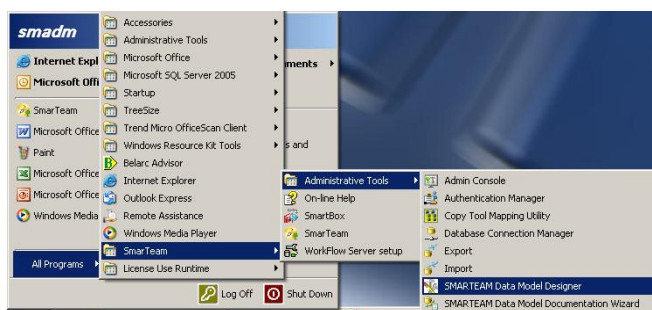 smadm
Internet Expl
Microsoft Offi
SmarTeam
Microsoft Office
Paint
Microsoft Office
Microsoft Office
Windows Media
All Programs
Accessories
Administrative Tools
Microsoft Office
Microsoft SQL Server 2005
Startup
TreeSize
Trend Micro OfficeScan Client
Windows Resource Kit Tools
Belarc Advisor
Internet Explorer
Outlook Express
Remote Assistance
Windows Media Player
SmarTeam
License Use Runtime
uments
s and
Administrative Tools
On-line Help
SmartBox
SmarTeam
WorkFlow Server setup
Admin Console
Authentication Manager
Copy Tool Mapping Utility
Database Connection Manager
Export
Import
SMARTEAM Data Model Designer
SMARTEAM Data Model Documentation Wizard
Log Off
Shut Down